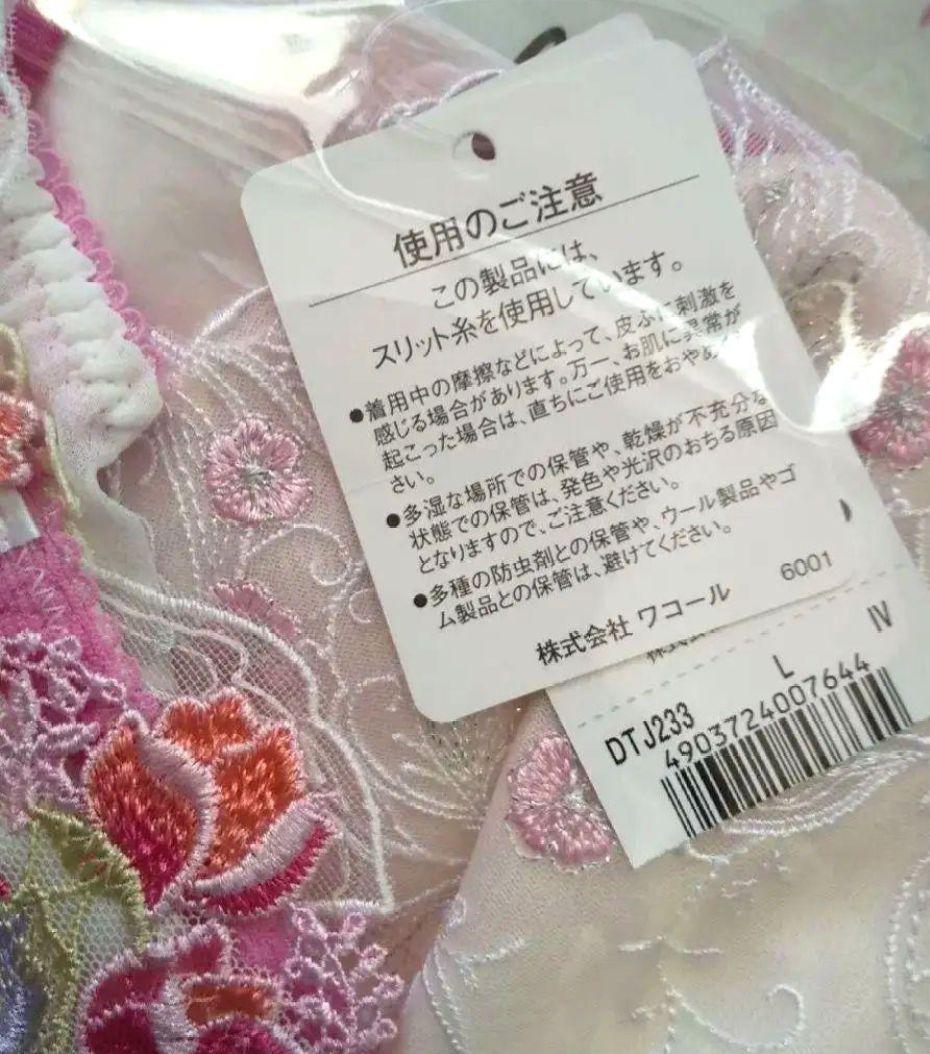 使用のご注意
この製品には、
スリット糸を使用しています。
●着用中の摩擦などによって、皮ふに刺激を
感じる場合があります。万一、お肌に異常が
起こった場合は、直ちにご使用をおやめ
さい。
●多湿な場所での保管や、乾燥が不充分な
状態での保管は、発色や光沢のおちる原因
となりますので、ご注意ください。
●多種の防虫剤との保管や、ウール製品やゴ
ム製品との保管は、避けてください。
6001
株式会社 ワコール
株式会社
L
IV
DTJ233
4903724007644